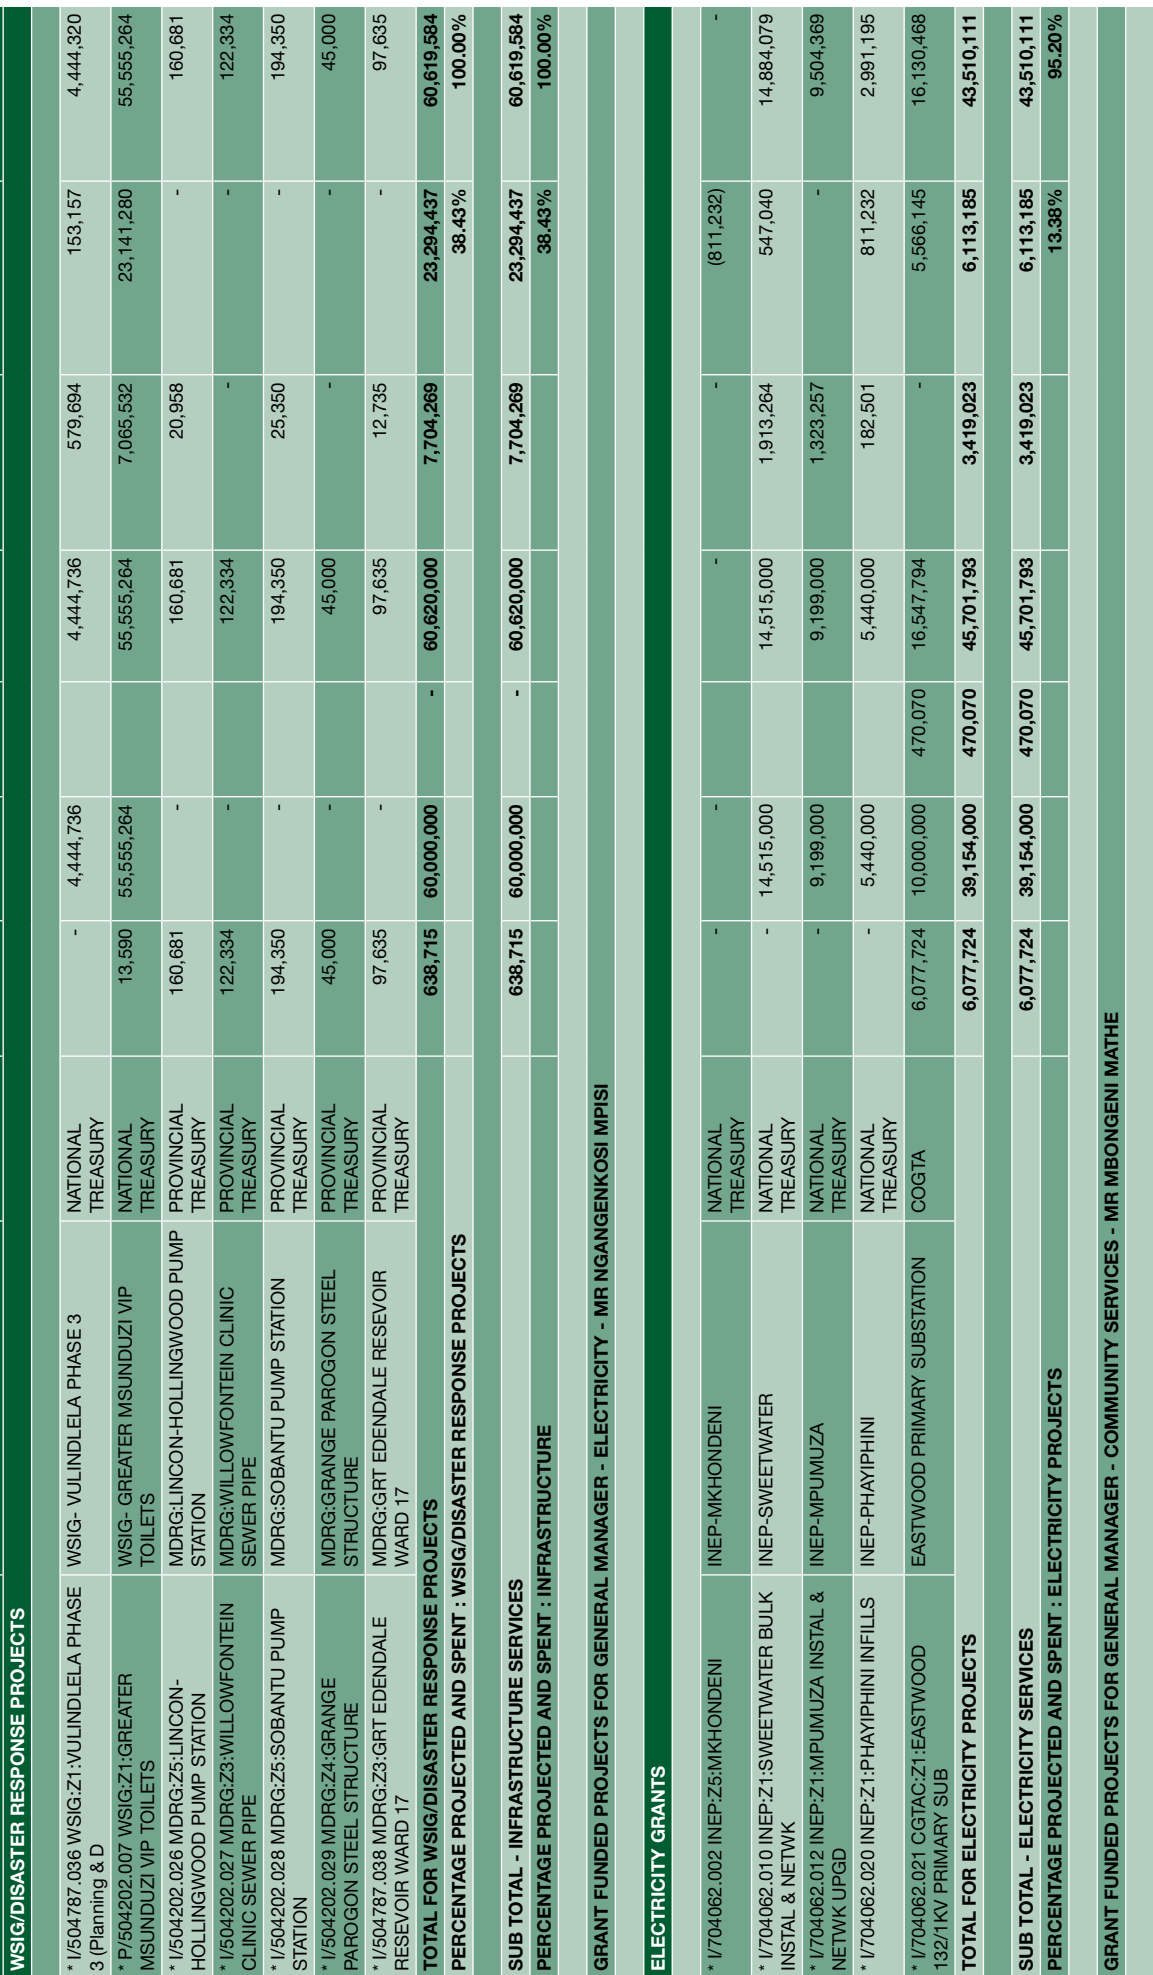 WSIG/DISASTER RESPONSE PROJECTS
* I/504787.036 WSIG:Z1:VULINDLELA PHASE WSIG- VULINDLELA PHASE 3 NATIONAL - 4,444,736 4,444,736 579,694 153,157 4,444,320
3 (Planning & D TREASURY
* P/504202.007 WSIG:Z1:GREATER WSIG- GREATER MSUNDUZI VIP NATIONAL 13,590 55,555,264 55,555,264 7,065,532 23,141,280 55,555,264
MSUNDUZI VIP TOILETS TOILETS TREASURY
* I/504202.026 MDRG:Z5:LINCON- MDRG:LINCON-HOLLINGWOOD PUMP PROVINCIAL 160,681 - 160,681 20,958 - 160,681
HOLLINGWOOD PUMP STATION STATION TREASURY
* I/504202.027 MDRG:Z3:WILLOWFONTEIN MDRG:WILLOWFONTEIN CLINIC PROVINCIAL 122,334 - 122,334 - - 122,334
CLINIC SEWER PIPE SEWER PIPE TREASURY
* I/504202.028 MDRG:Z5:SOBANTU PUMP MDRG:SOBANTU PUMP STATION PROVINCIAL 194,350 - 194,350 25,350 - 194,350
STATION TREASURY
* I/504202.029 MDRG:Z4:GRANGE MDRG:GRANGE PAROGON STEEL PROVINCIAL 45,000 - 45,000 - - 45,000
PAROGON STEEL STRUCTURE STRUCTURE TREASURY
* I/504787.038 MDRG:Z3:GRT EDENDALE MDRG:GRT EDENDALE RESEVOIR PROVINCIAL 97,635 - 97,635 12,735 - 97,635
RESEVOIR WARD 17 WARD 17 TREASURY
TOTAL FOR WSIG/DISASTER RESPONSE PROJECTS 638,715 60,000,000 - 60,620,000 7,704,269 23,294,437 60,619,584
PERCENTAGE PROJECTED AND SPENT : WSIG/DISASTER RESPONSE PROJECTS 38.43% 100.00%
SUB TOTAL - INFRASTRUCTURE SERVICES 638,715 60,000,000 - 60,620,000 7,704,269 23,294,437 60,619,584
PERCENTAGE PROJECTED AND SPENT : INFRASTRUCTURE 38.43% 100.00%
GRANT FUNDED PROJECTS FOR GENERAL MANAGER - ELECTRICITY - MR NGANGENKOSI MPISI
ELECTRICITY GRANTS
* I/704062.002 INEP:Z5:MKHONDENI INEP-MKHONDENI NATIONAL - - - - (811,232) -
TREASURY
* I/704062.010 INEP:Z1:SWEETWATER BULK INEP-SWEETWATER NATIONAL - 14,515,000 14,515,000 1,913,264 547,040 14,884,079
INSTAL & NETWK TREASURY
* I/704062.012 INEP:Z1:MPUMUZA INSTAL & INEP-MPUMUZA NATIONAL - 9,199,000 9,199,000 1,323,257 - 9,504,369
NETWK UPGD TREASURY
* I/704062.020 INEP:Z1:PHAYIPHINI INFILLS INEP-PHAYIPHINI NATIONAL - 5,440,000 5,440,000 182,501 811,232 2,991,195
TREASURY
* I/704062.021 CGTAC:Z1:EASTWOOD EASTWOOD PRIMARY SUBSTATION COGTA 6,077,724 10,000,000 470,070 16,547,794 - 5,566,145 16,130,468
132/1KV PRIMARY SUB
TOTAL FOR ELECTRICITY PROJECTS 6,077,724 39,154,000 470,070 45,701,793 3,419,023 6,113,185 43,510,111
SUB TOTAL - ELECTRICITY SERVICES 6,077,724 39,154,000 470,070 45,701,793 3,419,023 6,113,185 43,510,111
PERCENTAGE PROJECTED AND SPENT : ELECTRICITY PROJECTS 13.38% 95.20%
GRANT FUNDED PROJECTS FOR GENERAL MANAGER - COMMUNITY SERVICES - MR MBONGENI MATHE